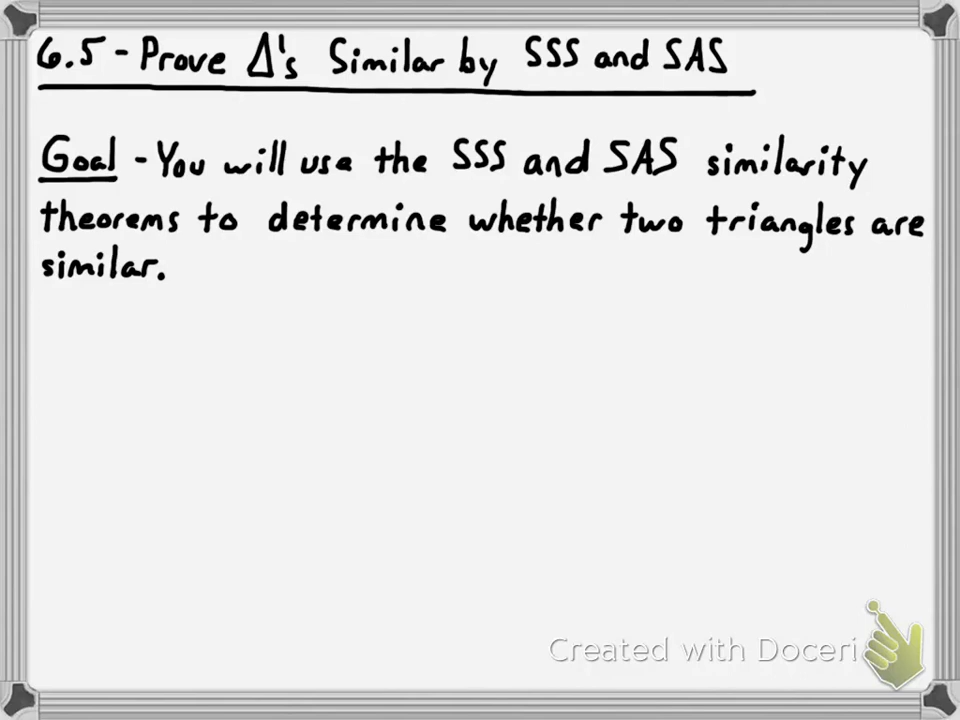 6.5 - Prove Δ's Similar by SSS and SAS
Goal - You will use the SSS and SAS similarity
theorems to determine whether two triangles are
similar.
Created with Doceri